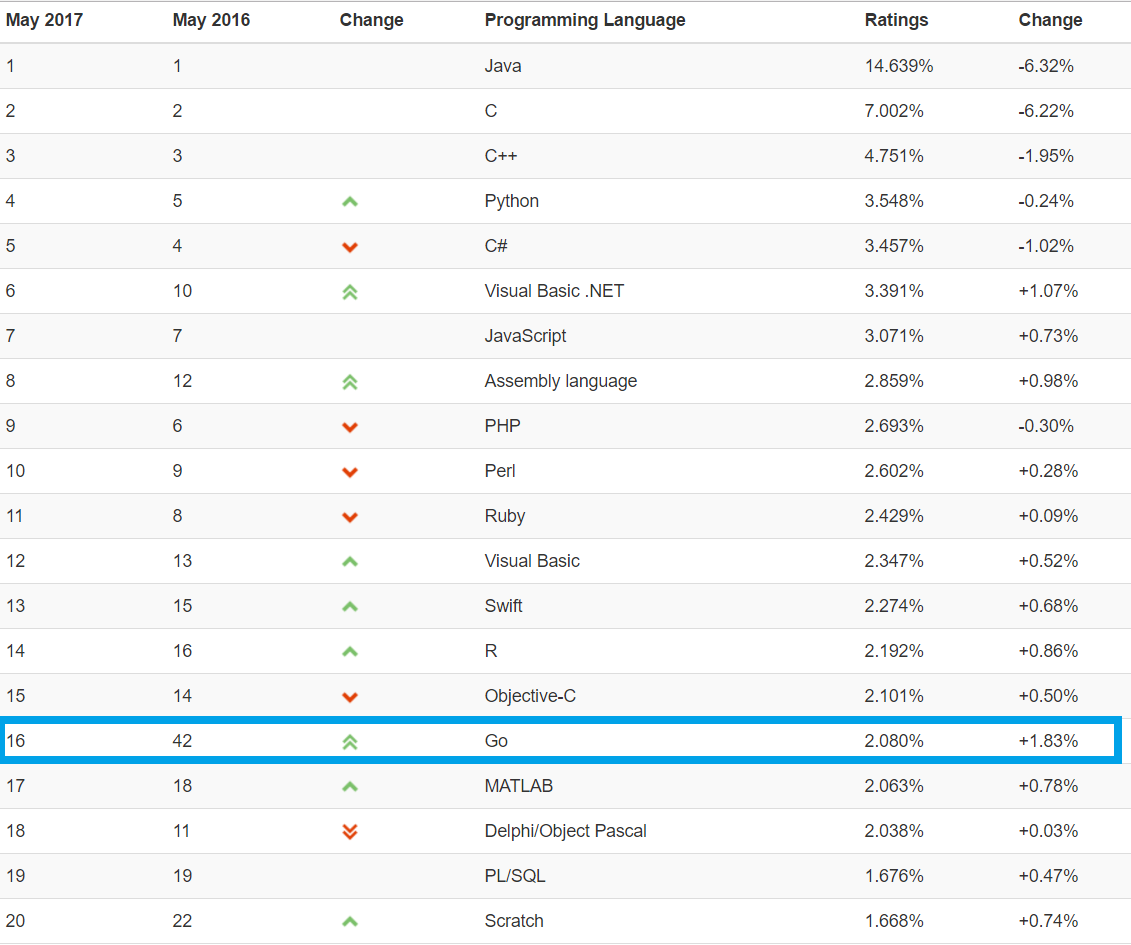 May 2017 May 2016 Change Programming Language Ratings Change
1 1 Java 14.639% -6.32%
2 2 C 7.002% -6.22%
3 3 C++ 4.751% -1.95%
4 5 Python 3.548% -0.24%
5 4 C# 3.457% -1.02%
6 10 Visual Basic .NET 3.391% +1.07%
7 7 JavaScript 3.071% +0.73%
8 12 Assembly language 2.859% +0.98%
9 6 PHP 2.693% -0.30%
10 9 Perl 2.602% +0.28%
11 8 Ruby 2.429% +0.09%
12 13 Visual Basic 2.347% +0.52%
13 15 Swift 2.274% +0.68%
14 16 R 2.192% +0.86%
15 14 Objective-C 2.101% +0.50%
16 42 Go 2.080% +1.83%
17 18 MATLAB 2.063% +0.78%
18 11 Delphi/Object Pascal 2.038% +0.03%
19 19 PL/SQL 1.676% +0.47%
20 22 Scratch 1.668% +0.74%